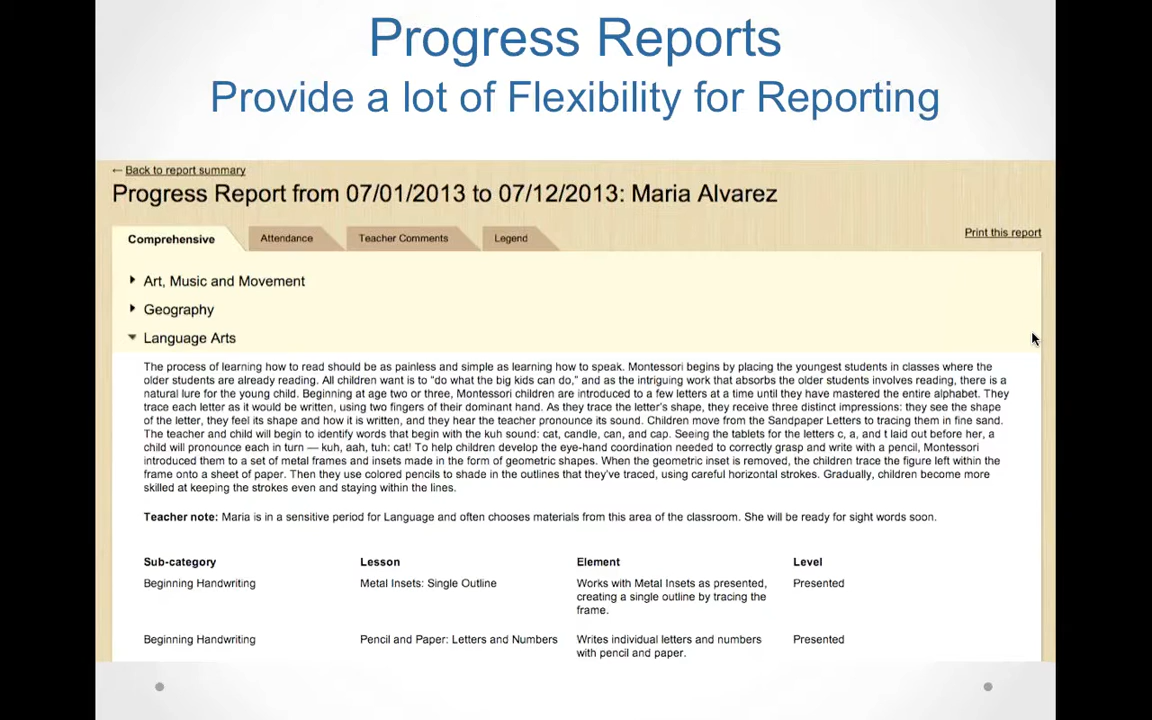 Progress Reports
Provide a lot of Flexibility for Reporting
← Back to report summary
Progress Report from 07/01/2013 to 07/12/2013: Maria Alvarez
Comprehensive Attendance Teacher Comments Legend Print this report
Art, Music and Movement
Geography
Language Arts
The process of learning how to read should be as painless and simple as learning how to speak. Montessori begins by placing the youngest students in classes where the
older students are already reading. All children want is to “do what the big kids can do,” and as the intriguing work that absorbs the older students involves reading, there is a
natural lure for the young child. Beginning at age two or three, Montessori children are introduced to a few letters at a time until they have mastered the entire alphabet. They
trace each letter as it would be written, using two fingers of their dominant hand. As they trace the letter’s shape, they receive three distinct impressions: they see the shape
of the letter, they feel its shape and how it is written, and they hear the teacher pronounce its sound. Children move from the Sandpaper Letters to tracing them in fine sand.
The teacher and child will begin to identify words that begin with the kuh sound: cat, candle, can, and cap. Seeing the tablets for the letters c, a, and t laid out before her, a
child will pronounce each in turn — kuh, aah, tuh: cat! To help children develop the eye-hand coordination needed to correctly grasp and write with a pencil, Montessori
introduced them to a set of metal frames and insets made in the form of geometric shapes. When the geometric inset is removed, the children trace the figure left within the
frame onto a sheet of paper. Then they use colored pencils to shade in the outlines that they’ve traced, using careful horizontal strokes. Gradually, children become more
skilled at keeping the strokes even and staying within the lines.
Teacher note: Maria is in a sensitive period for Language and often chooses materials from this area of the classroom. She will be ready for sight words soon.
Sub-category Lesson Element Level
Beginning Handwriting Metal Insets: Single Outline Works with Metal Insets as presented, Presented
creating a single outline by tracing the
frame.
Beginning Handwriting Pencil and Paper: Letters and Numbers Writes individual letters and numbers Presented
with pencil and paper.